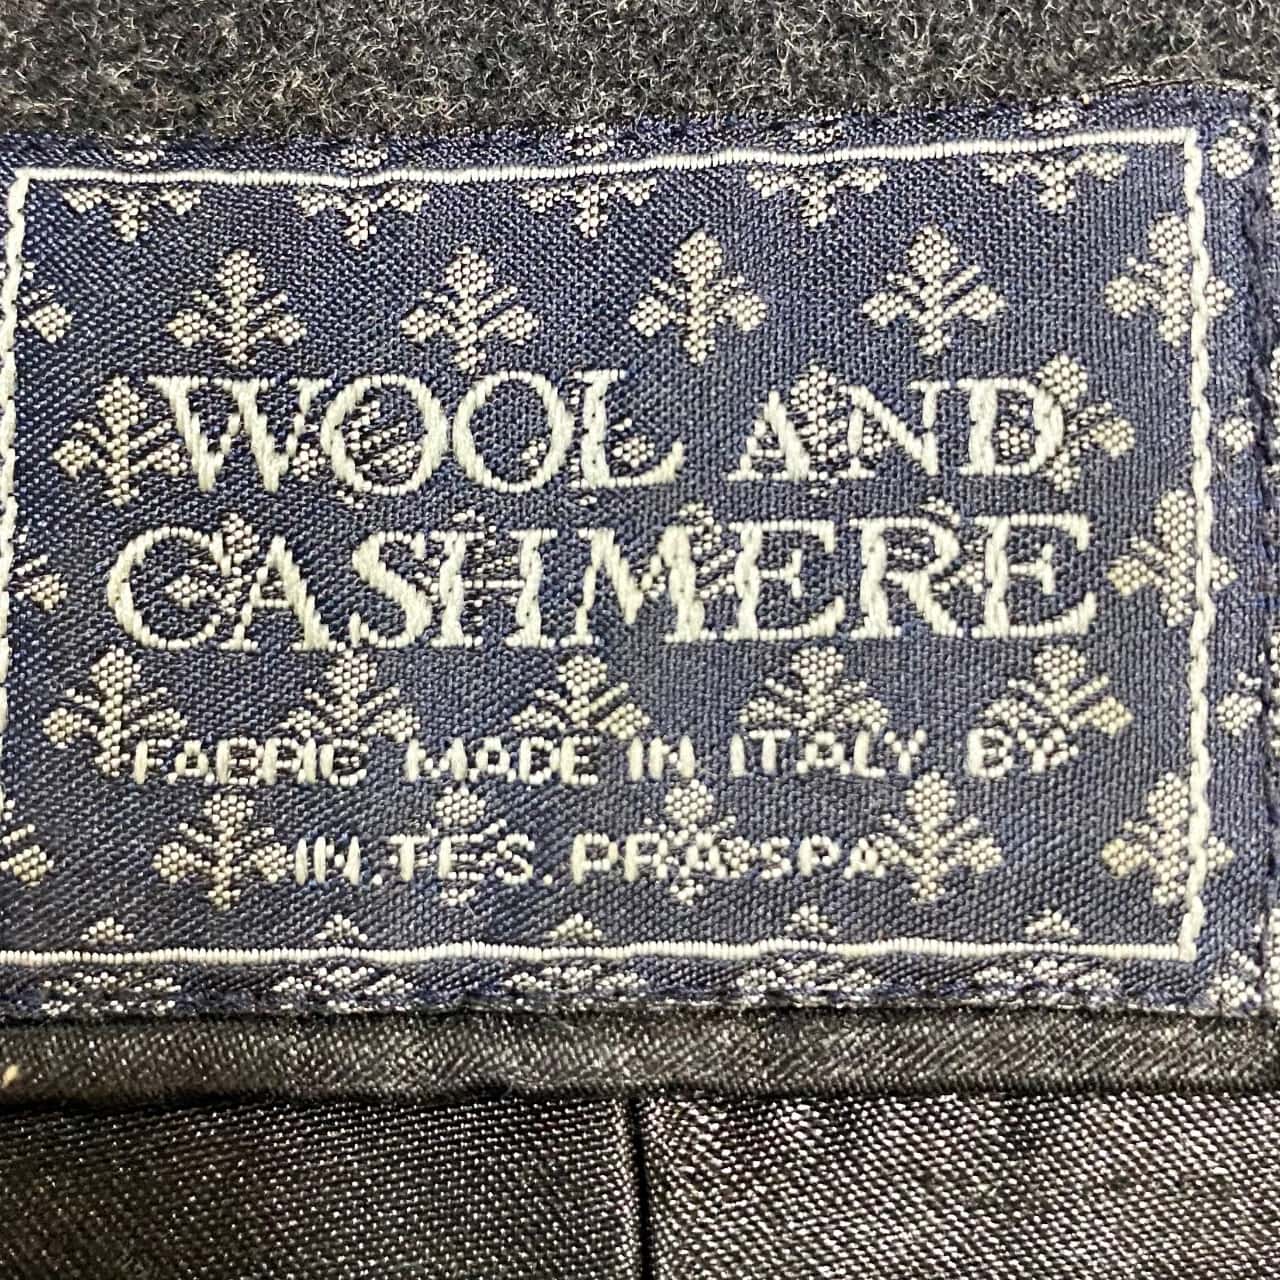 WOOL AND
CASHMERE
FABRIC MADE IN ITALY BY
IN.TES.PRA SPA